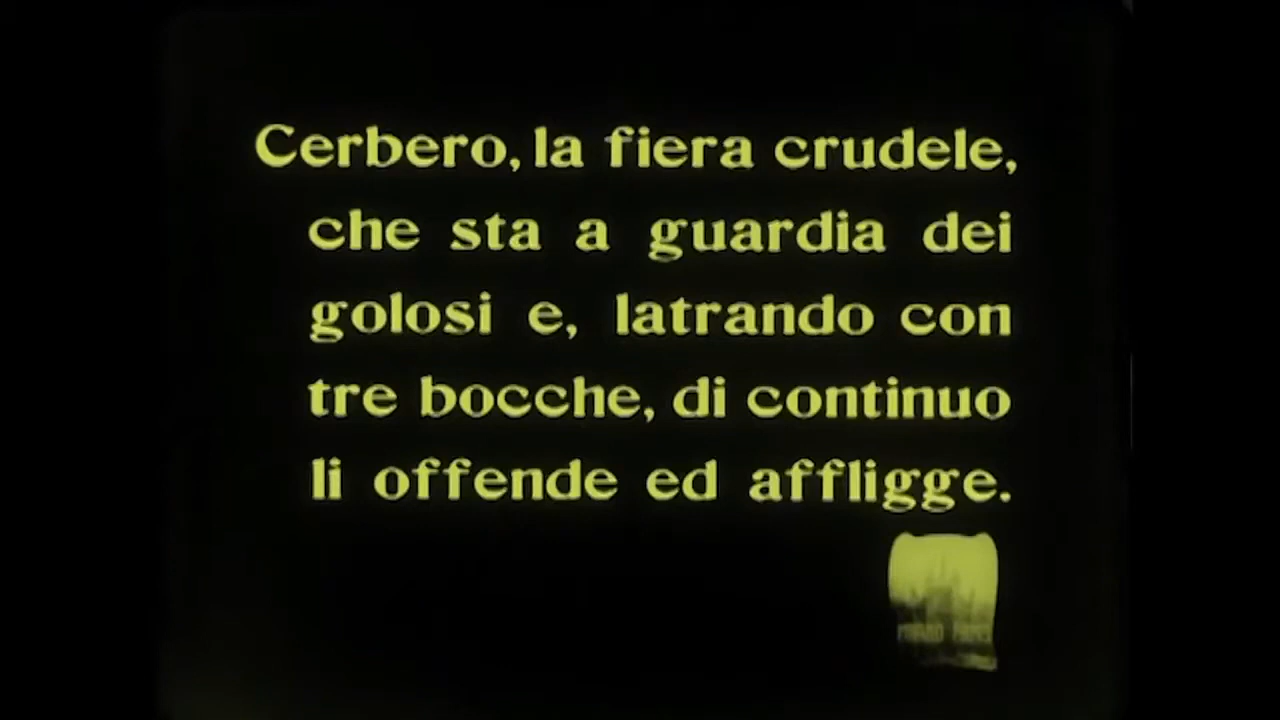 Cerbero, la fiera crudele,
che sta a guardia dei
golosi e, latrando con
tre bocche, di continuo
li offende ed affligge.